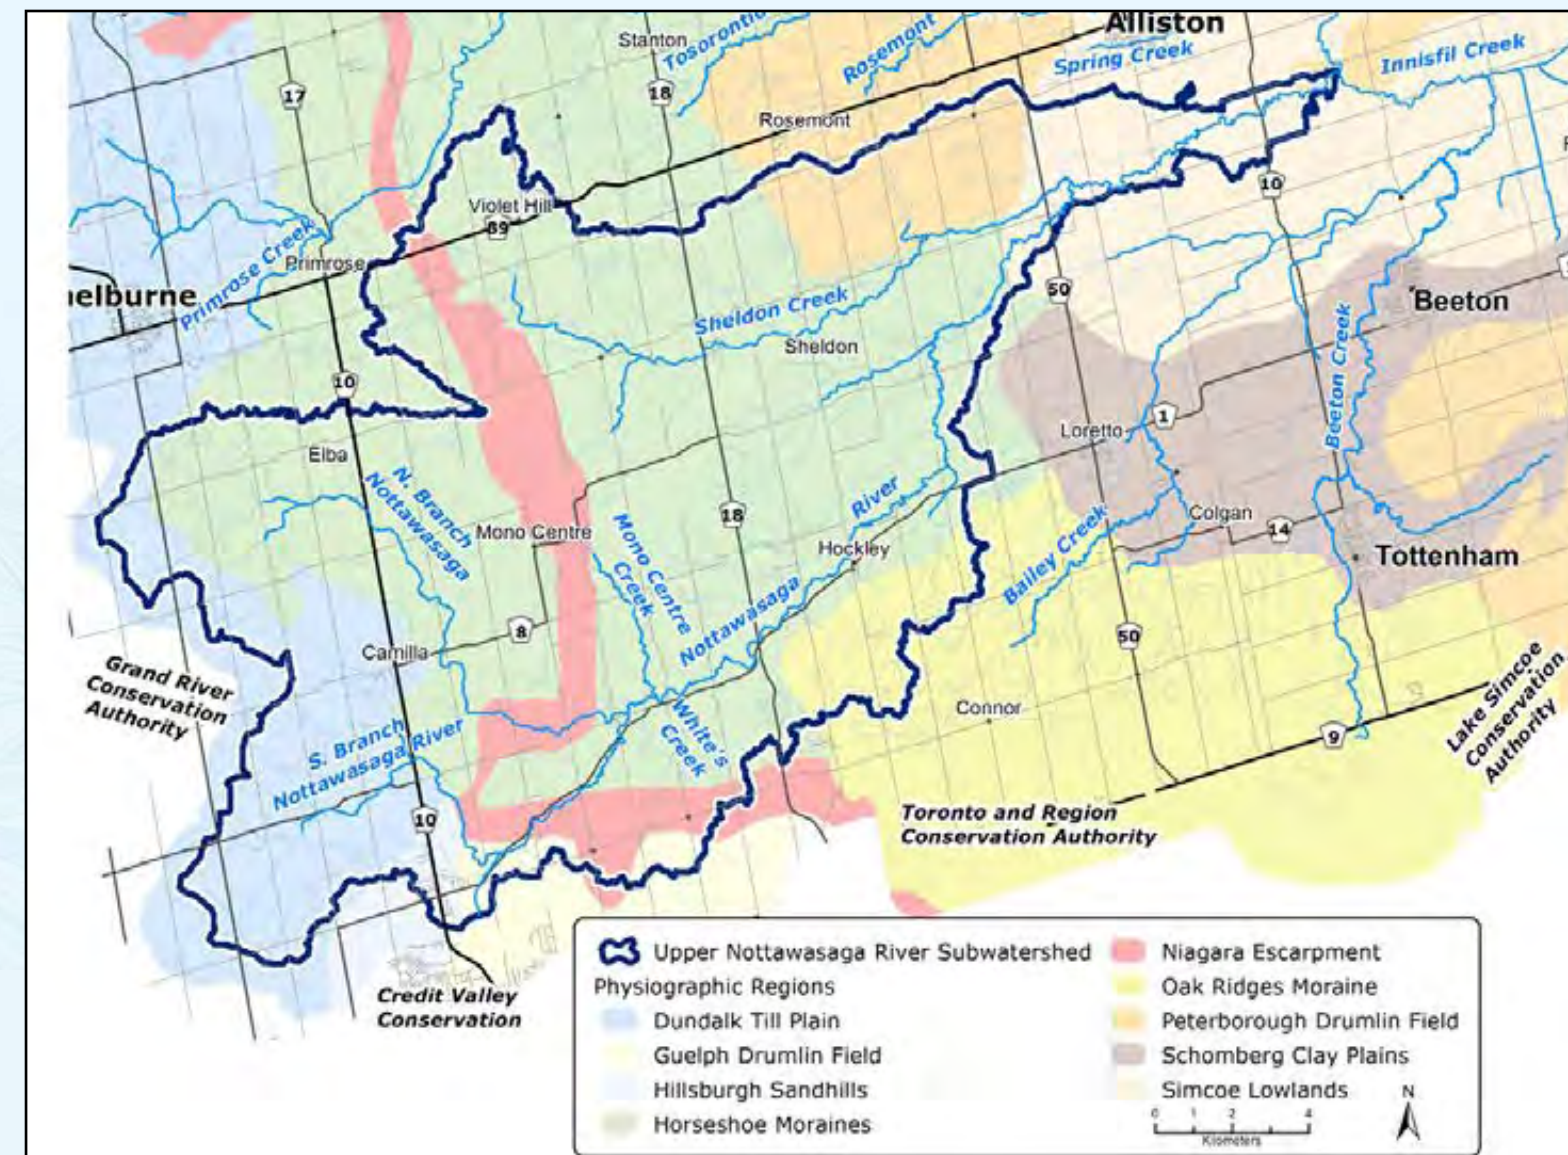 Alliston
Stanton
Tosorontio
Rosemont
Spring Creek
Innisfil Creek
17
18
Rosemont
Violet Hill
89
10
Primrose Creek
Primrose
helburne
50
Sheldon Creek
Sheldon
Beeton
Beeton Creek
10
Loretto
1
Elba
N. Branch
Nottawasaga
Mono Centre
Mono Centre
Creek
18
River
Hockley
Nottawasaga
Bailey Creek
Colgan
14
Tottenham
8
Camilla
50
Grand River
Conservation
Authority
S. Branch
Nottawasaga River
White's
Creek
Connor
9
Lake Simcoe
Conservation
Authority
10
Toronto and Region
Conservation Authority
Credit Valley
Conservation
Upper Nottawasaga River Subwatershed
Physiographic Regions
Dundalk Till Plain
Guelph Drumlin Field
Hillsburgh Sandhills
Horseshoe Moraines
Niagara Escarpment
Oak Ridges Moraine
Peterborough Drumlin Field
Schomberg Clay Plains
Simcoe Lowlands
N
0 1 2 4
Kilometers